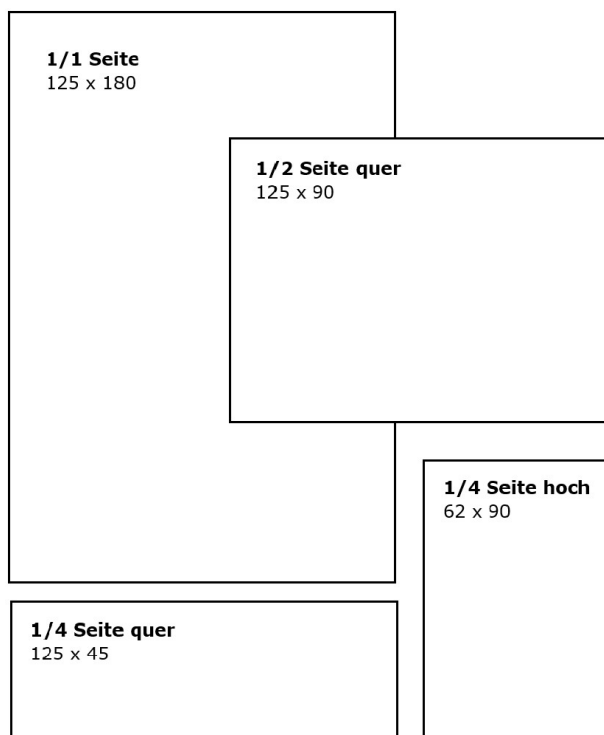 1/1 Seite
125 x 180
1/2 Seite quer
125 x 90
1/4 Seite hoch
62 x 90
1/4 Seite quer
125 x 45